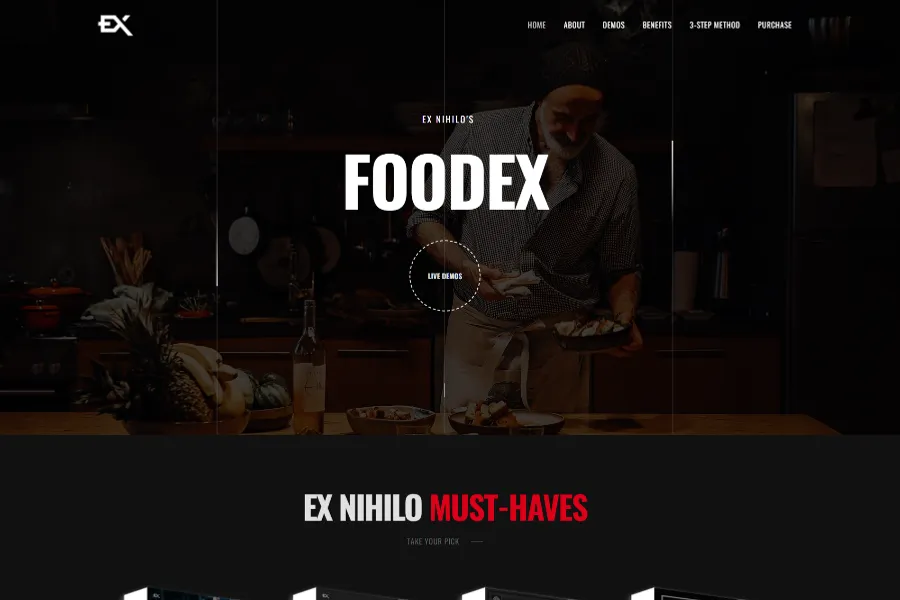 EX
HOME ABOUT DEMOS BENEFITS 3-STEP METHOD PURCHASE
EX NIHILO'S
FOODEX
LIVE DEMOS
EX NIHILO MUST-HAVES
TAKE YOUR PICK